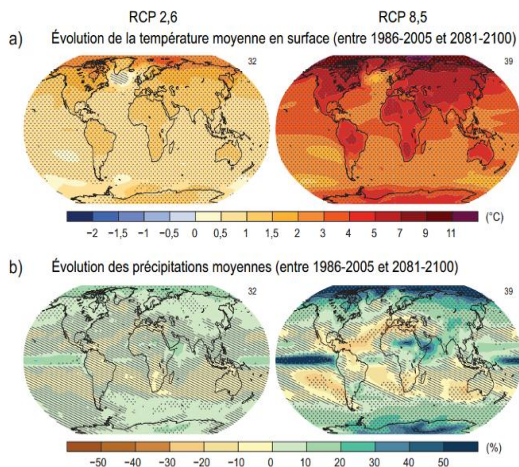 RCP 2,6 RCP 8,5
a) Évolution de la température moyenne en surface (entre 1986-2005 et 2081-2100)
32 39
−2 −1,5 −1 −0,5 0 0,5 1 1,5 2 3 4 5 7 9 11 (°C)
b) Évolution des précipitations moyennes (entre 1986-2005 et 2081-2100)
32 39
−50 −40 −30 −20 −10 0 10 20 30 40 50 (%)